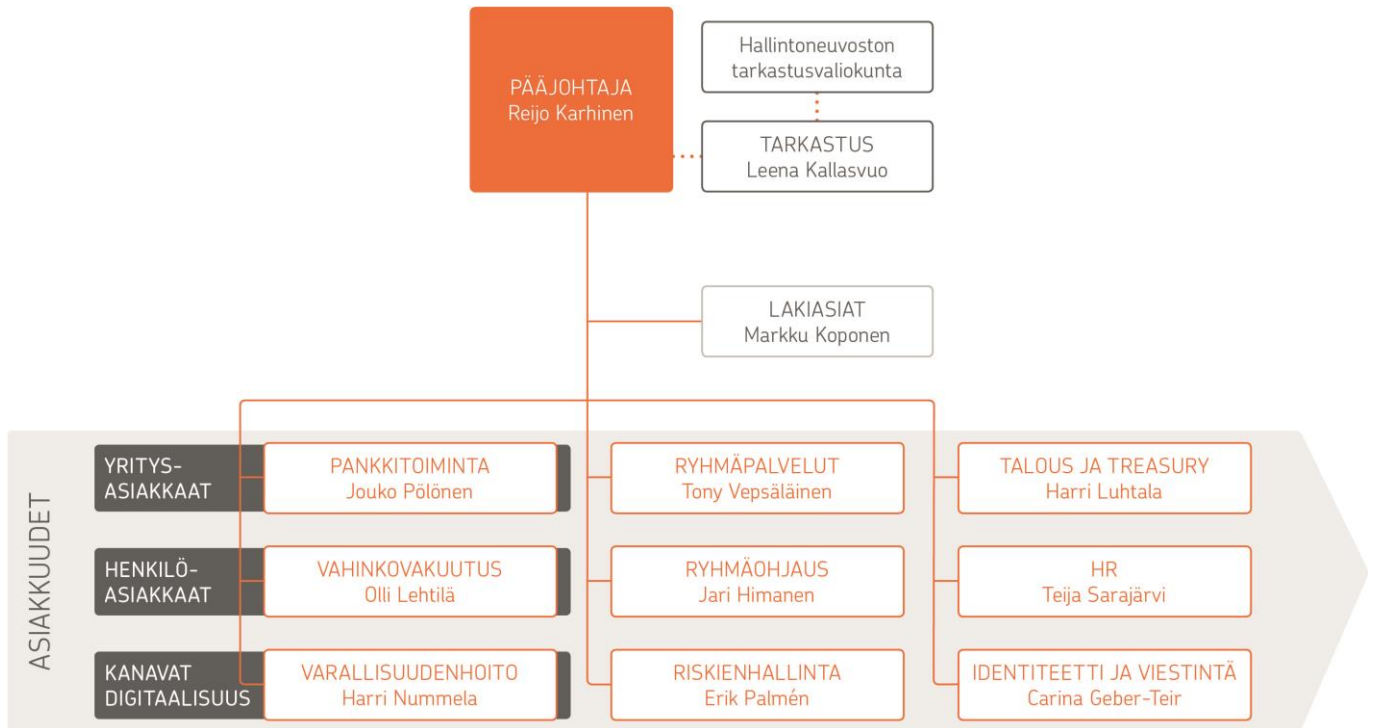 PÄÄJOHTAJA
Reijo Karhinen
Hallintoneuvoston
tarkastusvaliokunta
TARKASTUS
Leena Kallasvuo
LAKIASIAT
Markku Koponen
ASIAKKUUDET
YRITYS-
ASIAKKAAT
PANKKITOIMINTA
Jouko Pölönen
RYHMÄPALVELUT
Tony Vepsäläinen
TALOUS JA TREASURY
Harri Luhtala
HENKILÖ-
ASIAKKAAT
VAHINKOVAKUUTUS
Olli Lehtilä
RYHMÄOHJAUS
Jari Himanen
HR
Teija Sarajärvi
KANAVAT
DIGITAALISUUS
VARALLISUUDENHOITO
Harri Nummela
RISKIENHALLINTA
Erik Palmén
IDENTITEETTI JA VIESTINTÄ
Carina Geber-Teir